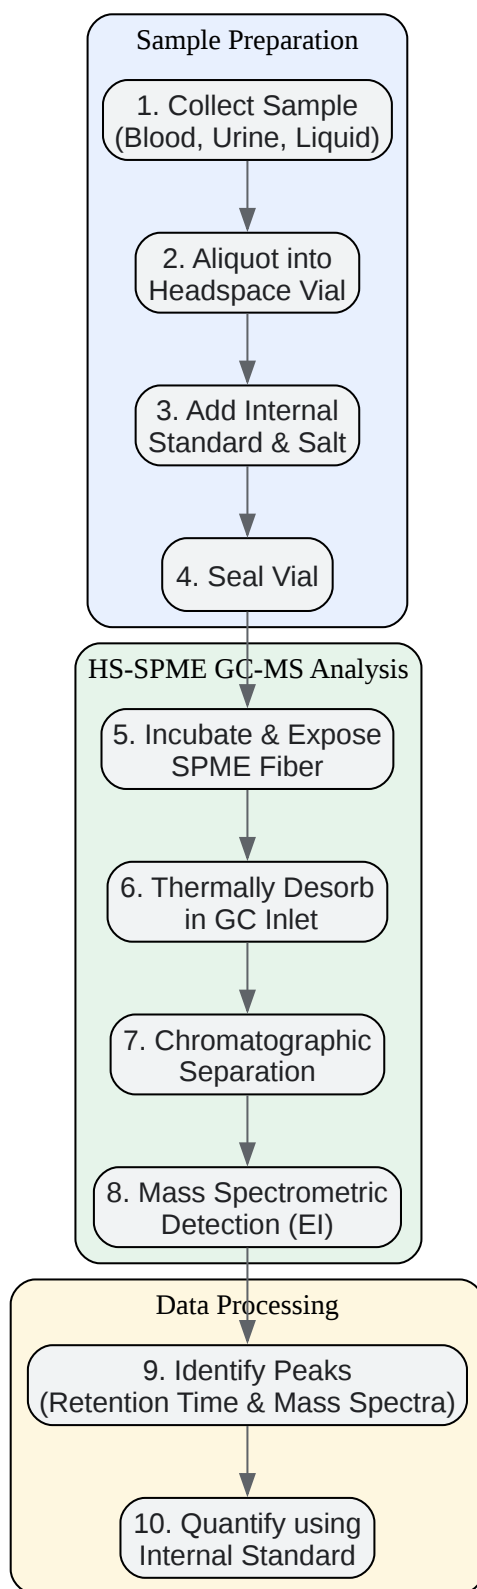 Sample Preparation
1. Collect Sample
(Blood, Urine, Liquid)
2. Aliquot into
Headspace Vial
3. Add Internal
Standard & Salt
4. Seal Vial
HS-SPME GC-MS Analysis
5. Incubate & Expose
SPME Fiber
6. Thermally Desorb
in GC Inlet
7. Chromatographic
Separation
8. Mass Spectrometric
Detection (EI)
Data Processing
9. Identify Peaks
(Retention Time & Mass Spectra)
10. Quantify using
Internal Standard